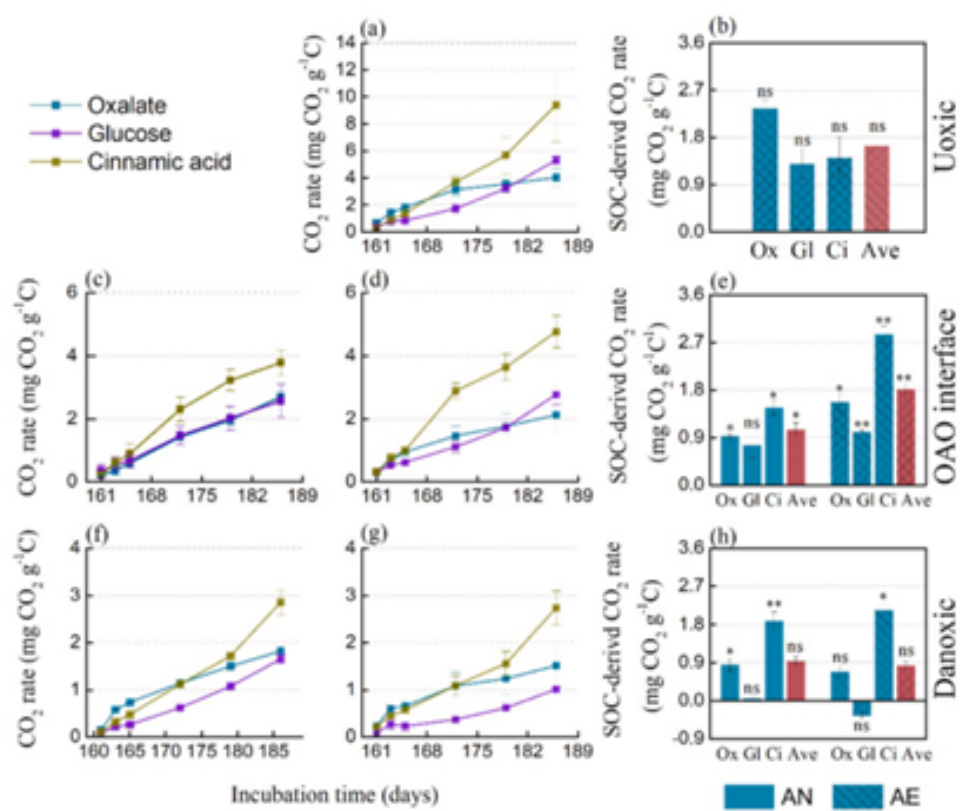 Oxalate
Glucose
Cinnamic acid
(a)
CO₂ rate (mg CO₂ g⁻¹C)
14
12
10
8
6
4
2
0
161 168 175 182 189
(b)
SOC-derivd CO₂ rate
(mg CO₂ g⁻¹C)
3.6
2.7
1.8
0.9
0.0
ns
ns
ns
ns
Ox Gl Ci Ave
Uoxic
(c)
CO₂ rate (mg CO₂ g⁻¹C)
6
4
2
0
161 168 175 182 189
(d)
6
4
2
0
161 168 175 182 189
(e)
SOC-derivd CO₂ rate
(mg CO₂ g⁻¹C¹)
3.6
2.7
1.8
0.9
0.0
* ns * * * ** ** **
Ox Gl Ci Ave Ox Gl Ci Ave
OAO interface
(f)
CO₂ rate (mg CO₂ g⁻¹C)
4
3
2
1
0
160 165 170 175 180 185
(g)
4
3
2
1
0
161 168 175 182 189
(h)
SOC-derivd CO₂ rate
(mg CO₂ g⁻¹C)
3.6
2.7
1.8
0.9
0.0
-0.9
* ns ** ns ns ns * ns
Ox Gl Ci Ave Ox Gl Ci Ave
Danoxic
Incubation time (days)
AN AE